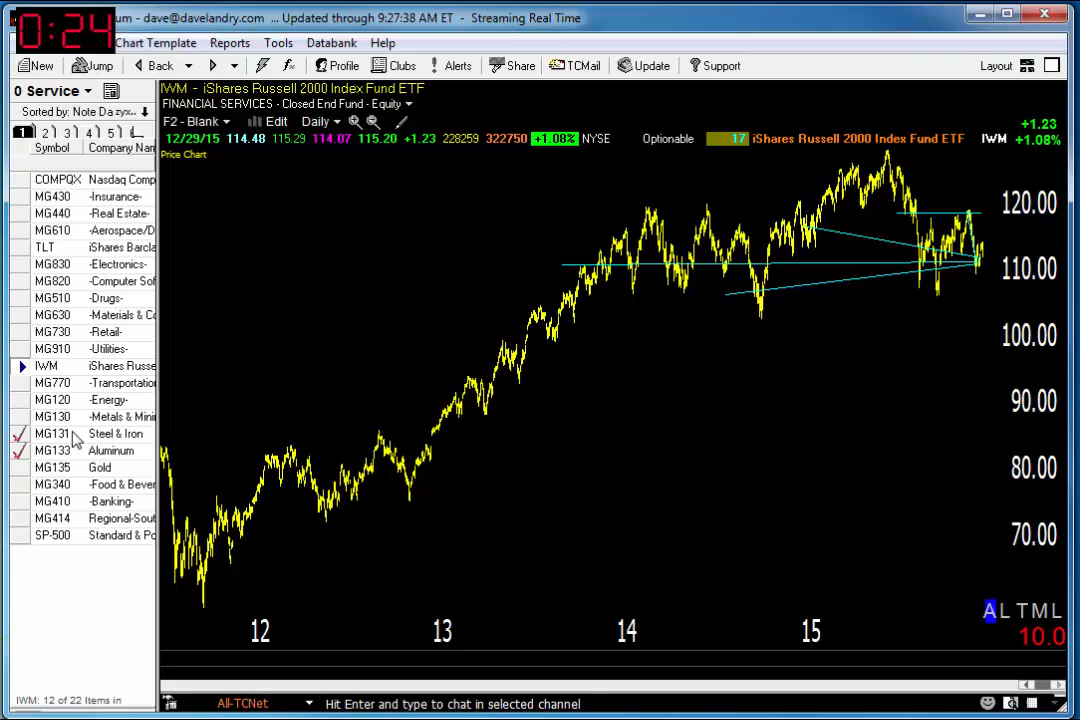 0:24
um - dave@davelandry.com ... Updated through 9:27:38 AM ET - Streaming Real Time
Chart Template Reports Tools Databank Help
New Jump Back Profile Clubs Alerts Share TCMail Update Support Layout
0 Service
Sorted by: Note Da
1 2 3 4 5
Symbol Company Nan
COMPQX Nasdaq Comp
MG430 -Insurance-
MG440 -Real Estate-
MG610 -Aerospace/D
TLT iShares Barcla
MG830 -Electronics-
MG820 -Computer Sof
MG510 -Drugs-
MG630 -Materials & Co
MG730 -Retail-
MG910 -Utilities-
IWM iShares Russe
MG770 -Transportation
MG120 -Energy-
MG130 -Metals & Mini
MG131 Steel & Iron
MG133 Aluminum
MG135 Gold
MG340 -Food & Bever
MG410 -Banking-
MG414 Regional-Sout
SP-500 Standard & Po
IWM: 12 of 22 Items in
IWM - iShares Russell 2000 Index Fund ETF
FINANCIAL SERVICES - Closed End Fund - Equity
F2 - Blank Edit Daily
12/29/15 114.48 115.29 114.07 115.20 +1.23 228259 322750 +1.08% NYSE Optionable 17 iShares Russell 2000 Index Fund ETF IWM
+1.23
+1.08%
Price Chart
120.00
110.00
100.00
90.00
80.00
70.00
12 13 14 15
A L T M L
10.0
All-TCNet Hit Enter and type to chat in selected channel